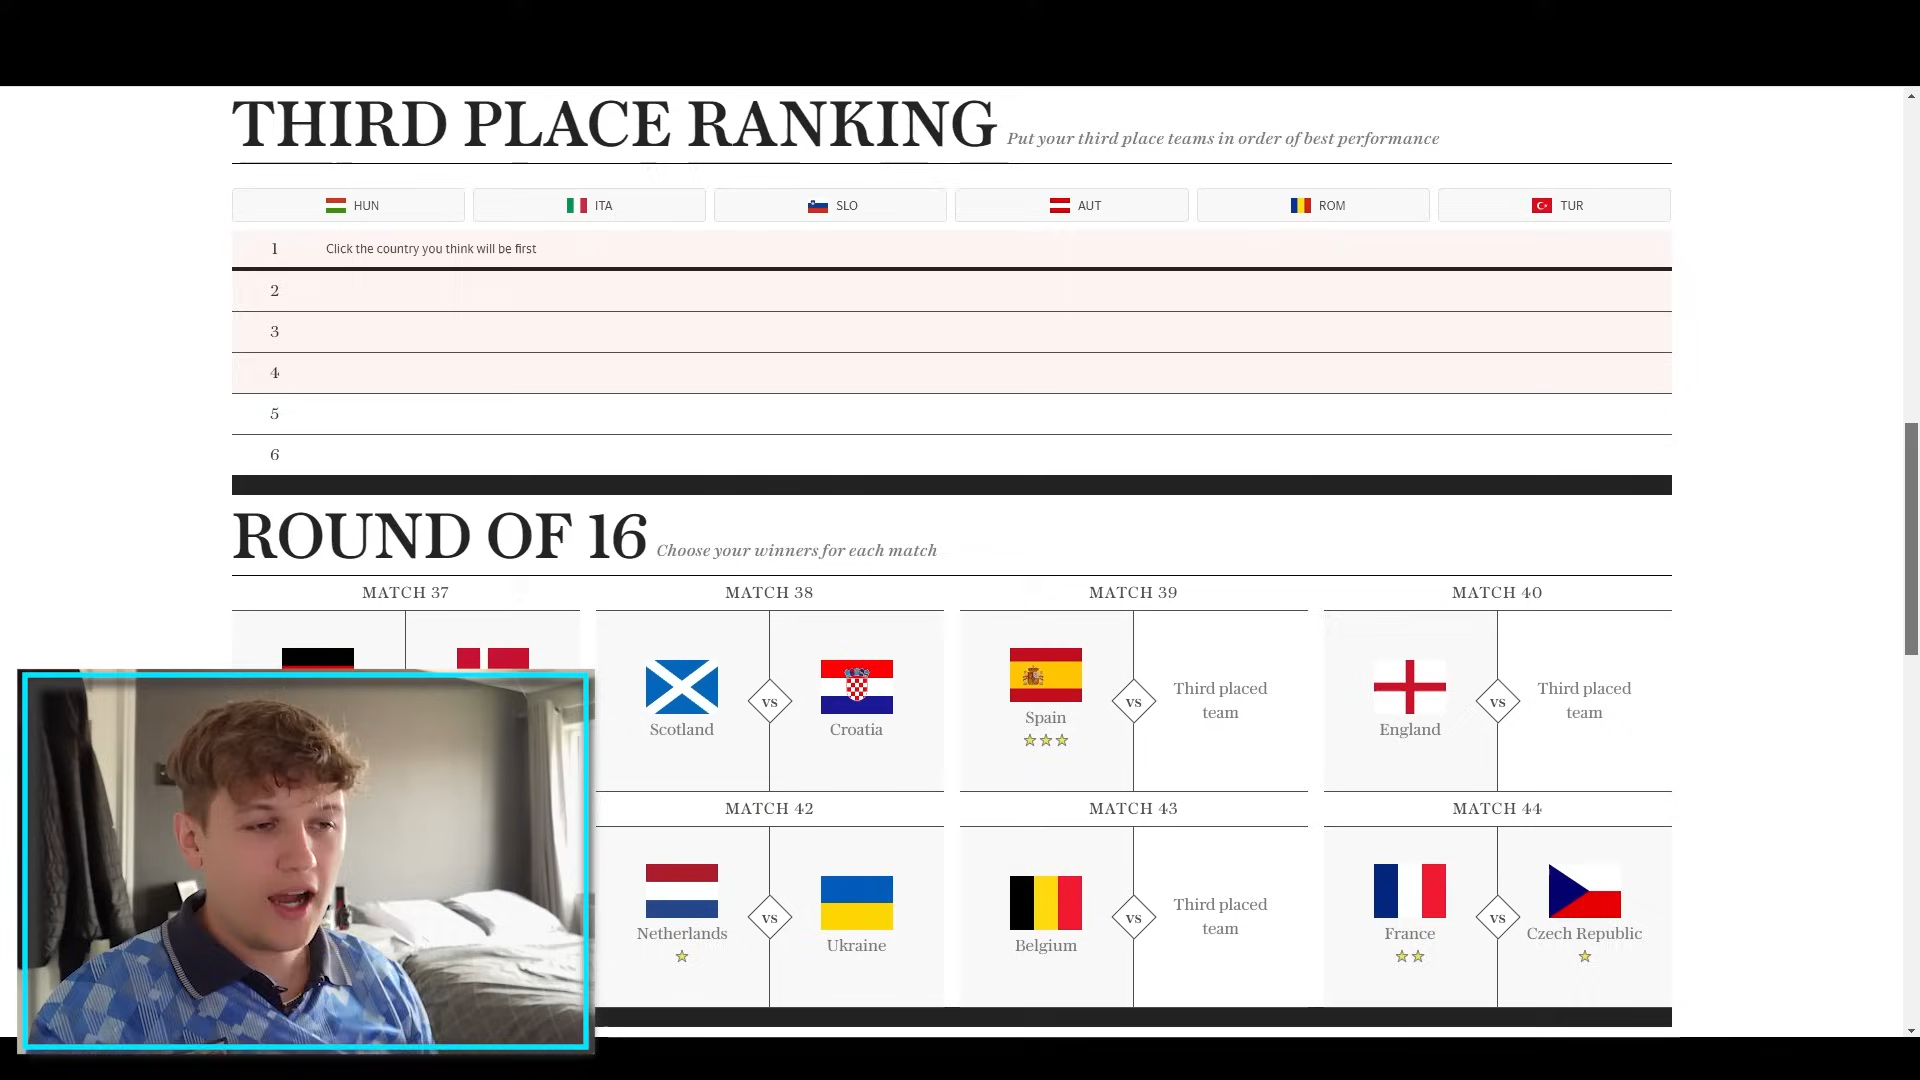 THIRD PLACE RANKING Put your third place teams in order of best performance
HUN ITA SLO AUT ROM TUR
1 Click the country you think will be first
2
3
4
5
6
ROUND OF 16 Choose your winners for each match
MATCH 37 MATCH 38 MATCH 39 MATCH 40
Scotland vs Croatia
Spain vs Third placed team
England vs Third placed team
MATCH 42 MATCH 43 MATCH 44
Netherlands vs Ukraine
Belgium vs Third placed team
France vs Czech Republic